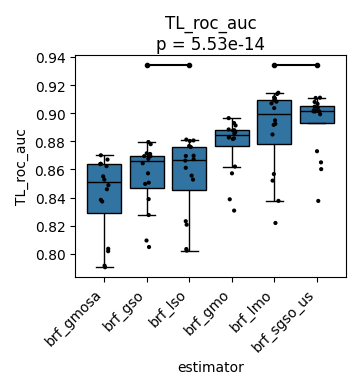 TL_roc_auc
p = 5.53e-14
TL_roc_auc
0.94
0.92
0.90
0.88
0.86
0.84
0.82
0.80
brf_gmosa
brf_gso
brf_lso
brf_gmo
brf_lmo
brf_sgso_us
estimator